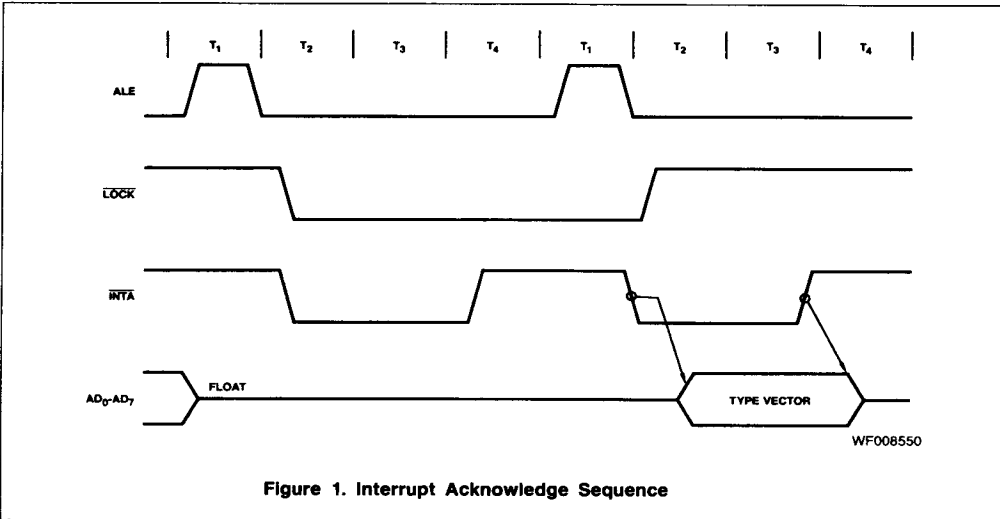 T₁ T₂ T₃ T₄ T₁ T₂ T₃ T₄
ALE
LOCK
INTA
AD₀-AD₇
FLOAT
TYPE VECTOR
WF008550
Figure 1. Interrupt Acknowledge Sequence